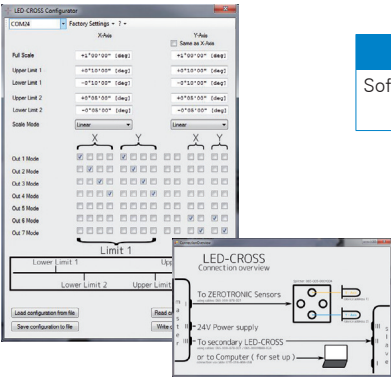 LED-CROSS Configurator
COM24 Factory Settings ?
X-Axis Y-Axis
Same as X-Axis
Full Scale +1°00'00" [deg] +1°00'00" [deg]
Upper Limit 1 +0°10'00" [deg] +0°10'00" [deg]
Lower Limit 1 -0°10'00" [deg] -0°10'00" [deg]
Upper Limit 2 +0°05'00" [deg] +0°05'00" [deg]
Lower Limit 2 -0°05'00" [deg] -0°05'00" [deg]
Scale Mode Linear Linear
X Y X Y
Out 1 Mode
Out 2 Mode
Out 3 Mode
Out 4 Mode
Out 5 Mode
Out 6 Mode
Out 7 Mode
Limit 1
Lower Limit 1 Up
Lower Limit 2 Upper Limit
Load configuration from file Read
Save configuration to file Write
Sof
LED-CROSS
Connection overview
To ZEROTRONIC Sensors
24V Power supply
To secondary LED-CROSS
or to Computer ( for set up )
master
slave